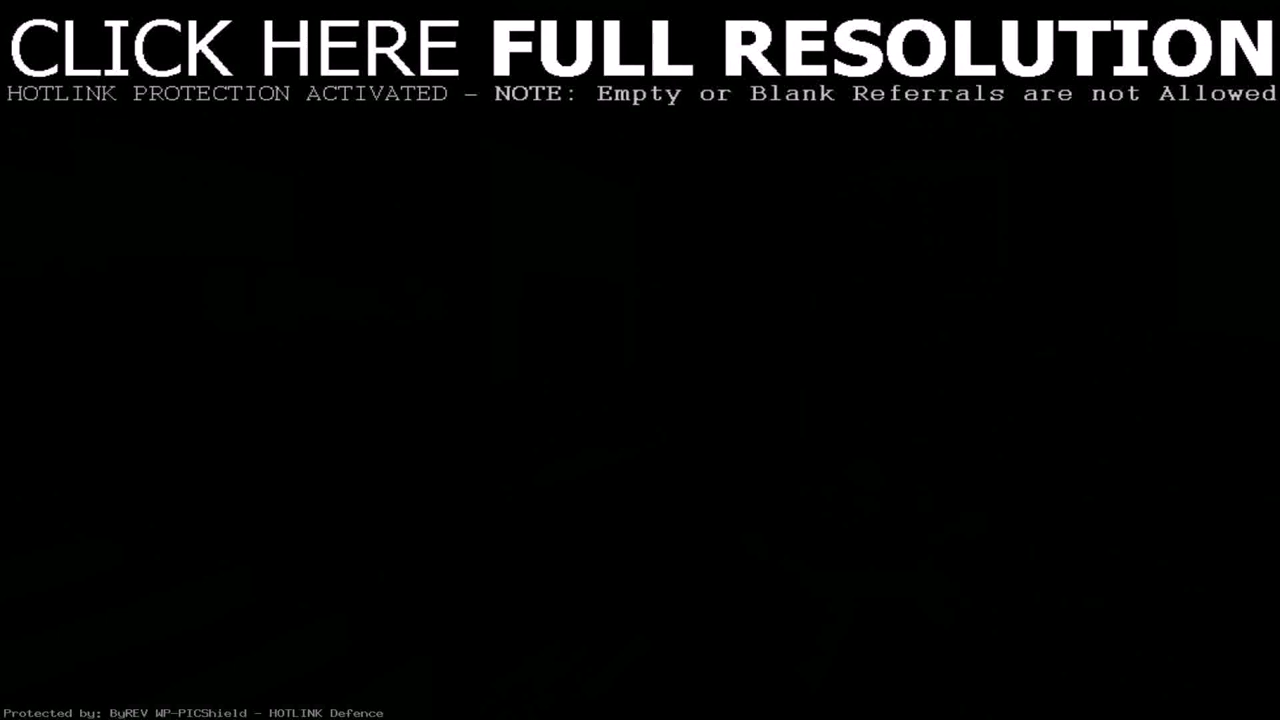 CLICK HERE FULL RESOLUTION
HOTLINK PROTECTION ACTIVATED - NOTE: Empty or Blank Referrals are not Allowed
Protected by: ByREV WP-PICShield - HOTLINK Defence